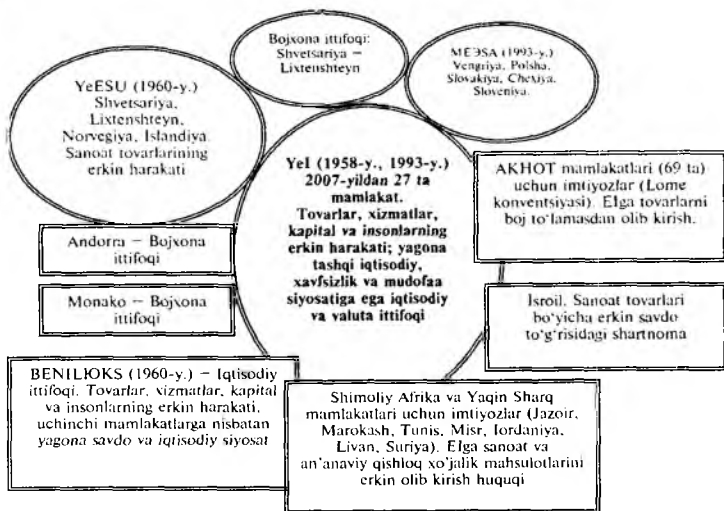 Bojxona ittifoqi:
Shvetsariya –
Lixtenshteyn
MEЭSA (1993-y.)
Vengriya, Polsha,
Slovakiya, Chexiya,
Sloveniya.
YeESU (1960-y.)
Shvetsariya,
Lixtenshteyn,
Norvegiya, Islandiya.
Sanoat tovarlarining
erkin harakati
YeI (1958-y., 1993-y.)
2007-yildan 27 ta
mamlakat.
Tovarlar, xizmatlar,
kapital va insonlarning
erkin harakati; yagona
tashqi iqtisodiy,
xavfsizlik va mudofaa
siyosatiga ega iqtisodiy
va valuta ittifoqi
AKHOT mamlakatlari (69 ta)
uchun imtiyozlar (Lome
konventsiyasi). EIga tovarlarni
boj to'lamasdan olib kirish.
Andorra – Bojxona
ittifoqi
Monako – Bojxona
ittifoqi
Isroil. Sanoat tovarlari
bo'yicha erkin savdo
to'g'risidagi shartnoma
BENILЮKS (1960-y.) – Iqtisodiy
ittifoqi. Tovarlar, xizmatlar, kapital
va insonlarning erkin harakati,
uchinchi mamlakatlarga nisbatan
yagona savdo va iqtisodiy siyosat
Shimoliy Afrika va Yaqin Sharq
mamlakatlari uchun imtiyozlar (Jazoir,
Marokash, Tunis, Misr, Iordaniya,
Livan, Suriya). EIga sanoat va
an'anaviy qishloq xo'jalik mahsulotlarini
erkin olib kirish huquqi